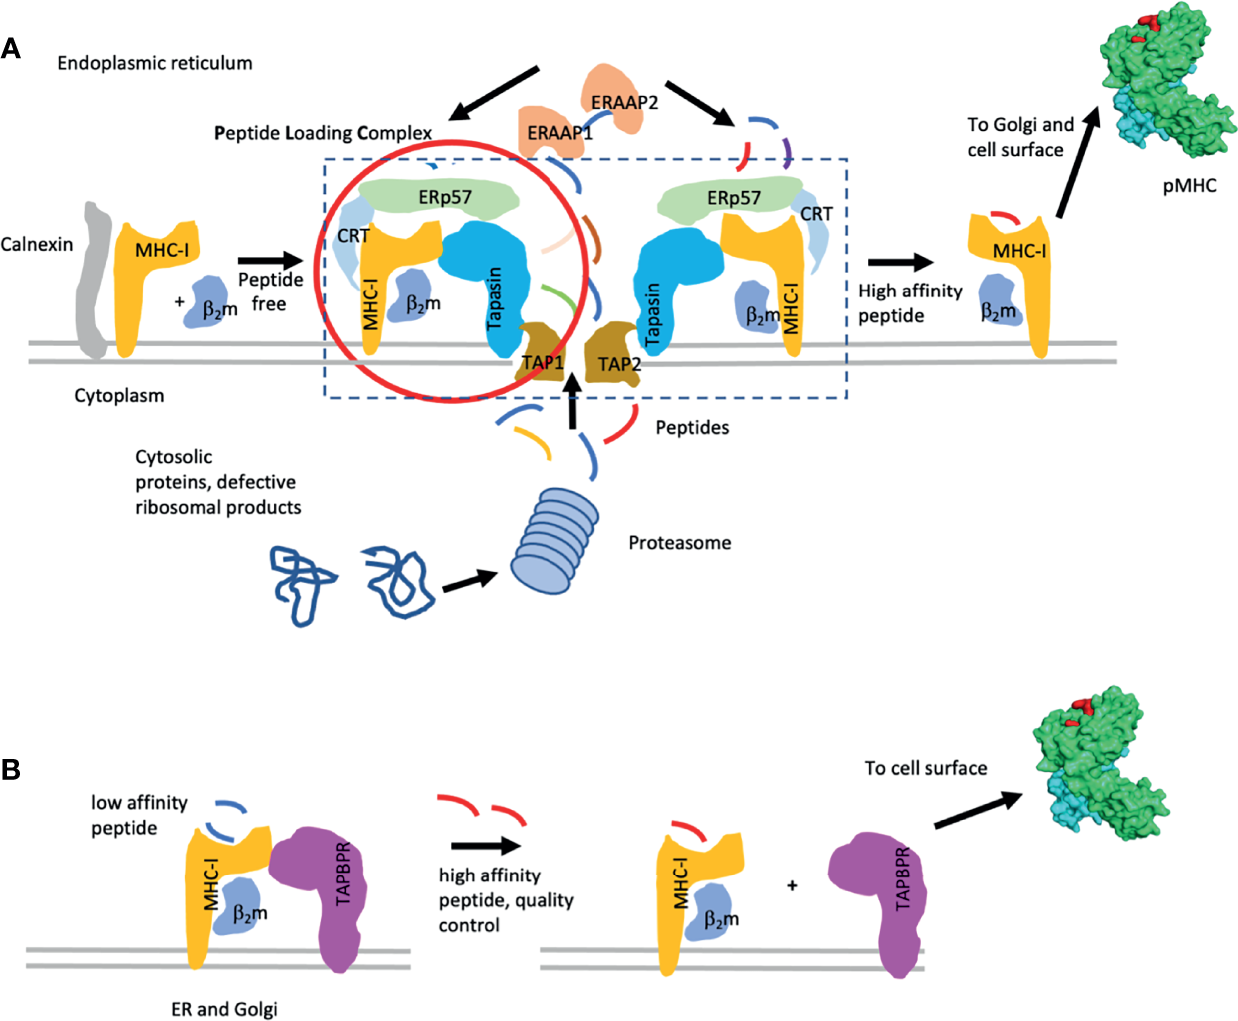 A
Endoplasmic reticulum
Peptide Loading Complex
ERAAP2
ERAAP1
To Golgi and
cell surface
pMHC
ERp57
ERp57
CRT
CRT
Calnexin
MHC-I
+
β2m
Peptide
free
MHC-I
β2m
Tapasin
TAP1
TAP2
Tapasin
β2m
MHC-I
High affinity
peptide
MHC-I
β2m
Cytoplasm
Peptides
Cytosolic
proteins, defective
ribosomal products
Proteasome
B
low affinity
peptide
MHC-I
β2m
TAPBPR
high affinity
peptide, quality
control
MHC-I
β2m
+
TAPBPR
To cell surface
ER and Golgi